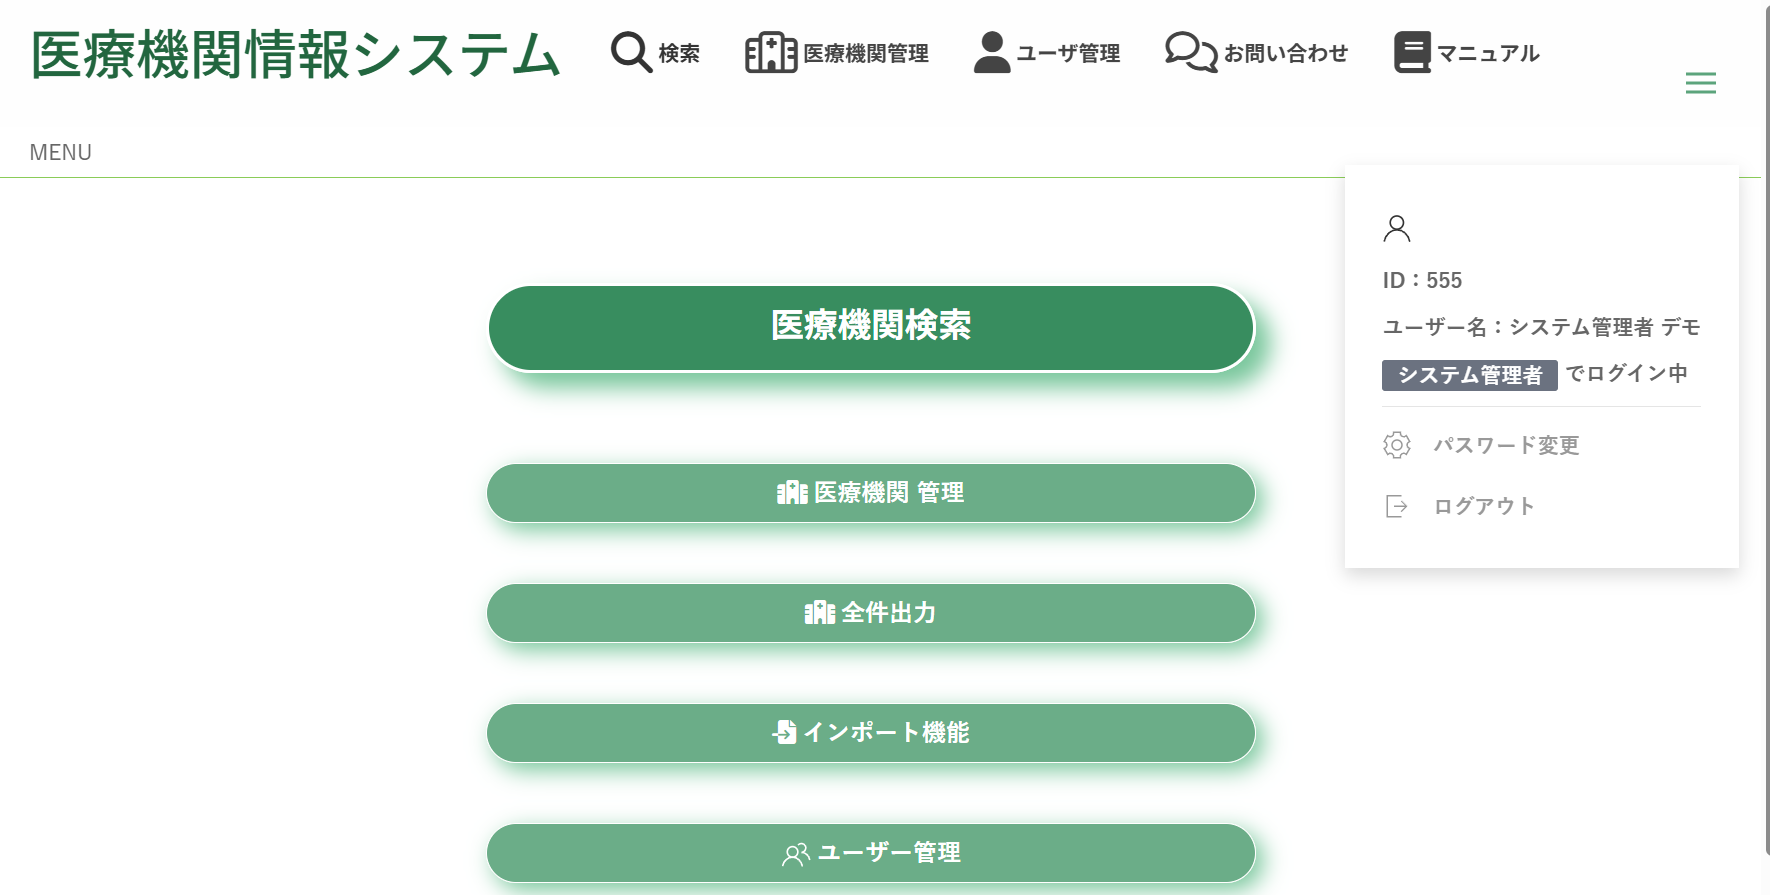 医療機関情報システム
検索
医療機関管理
ユーザ管理
お問い合わせ
マニュアル
MENU
ID：555
ユーザー名：システム管理者 デモ
システム管理者 でログイン中
パスワード変更
ログアウト
医療機関検索
医療機関 管理
全件出力
インポート機能
ユーザー管理